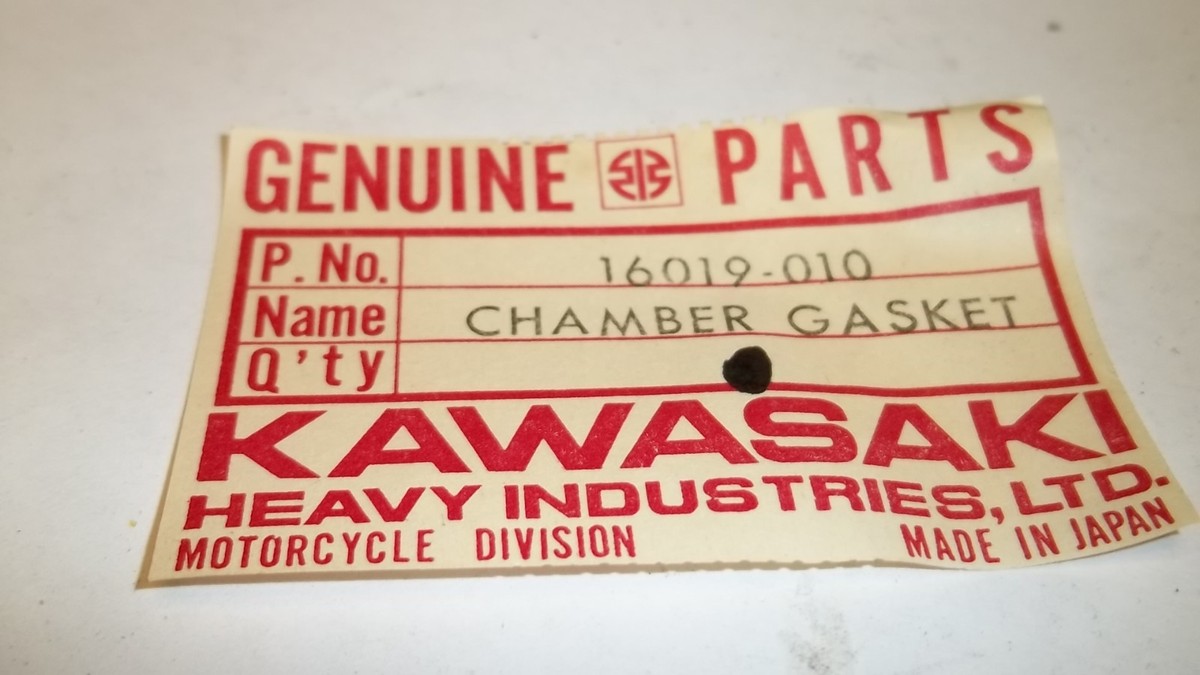 GENUINE PARTS
P. No. 16019-010
Name CHAMBER GASKET
Q'ty
KAWASAKI
HEAVY INDUSTRIES, LTD.
MOTORCYCLE DIVISION MADE IN JAPAN